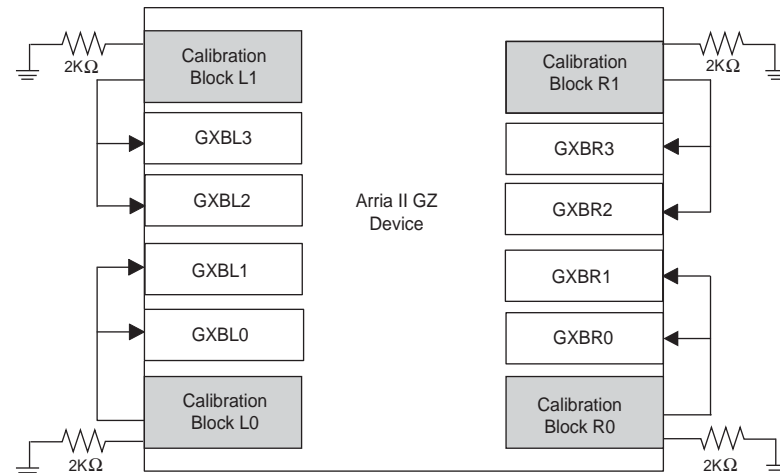 2KΩ
Calibration
Block L1
GXBL3
GXBL2
GXBL1
GXBL0
Calibration
Block L0
2KΩ
Arria II GZ
Device
2KΩ
Calibration
Block R1
GXBR3
GXBR2
GXBR1
GXBR0
Calibration
Block R0
2KΩ